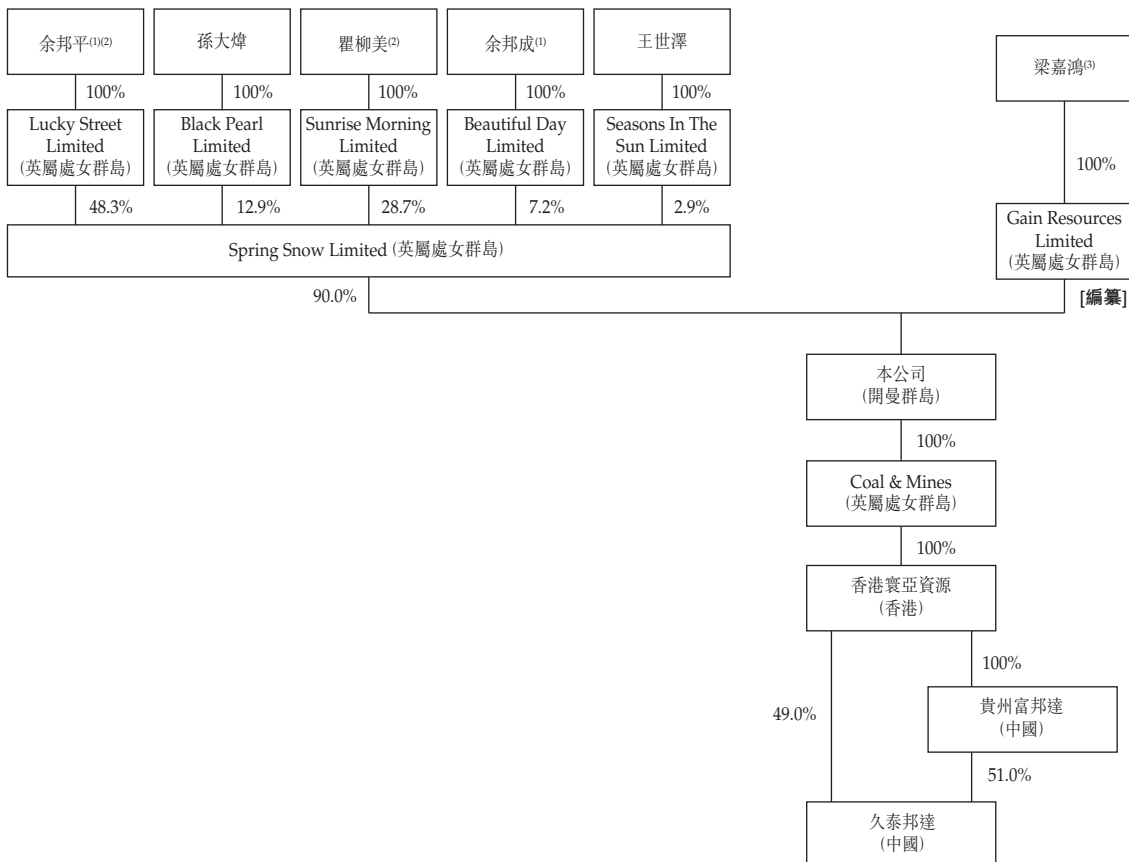 余邦平(1)(2)
孫大煒
瞿柳美(2)
余邦成(1)
王世澤
梁嘉鴻(3)
100%
100%
100%
100%
100%
Lucky Street
Limited
(英屬處女群島)
Black Pearl
Limited
(英屬處女群島)
Sunrise Morning
Limited
(英屬處女群島)
Beautiful Day
Limited
(英屬處女群島)
Seasons In The
Sun Limited
(英屬處女群島)
100%
48.3%
12.9%
28.7%
7.2%
2.9%
Gain Resources
Limited
(英屬處女群島)
Spring Snow Limited (英屬處女群島)
90.0%
[編纂]
本公司
(開曼群島)
100%
Coal & Mines
(英屬處女群島)
100%
香港寰亞資源
(香港)
100%
49.0%
貴州富邦達
(中國)
51.0%
久泰邦達
(中國)